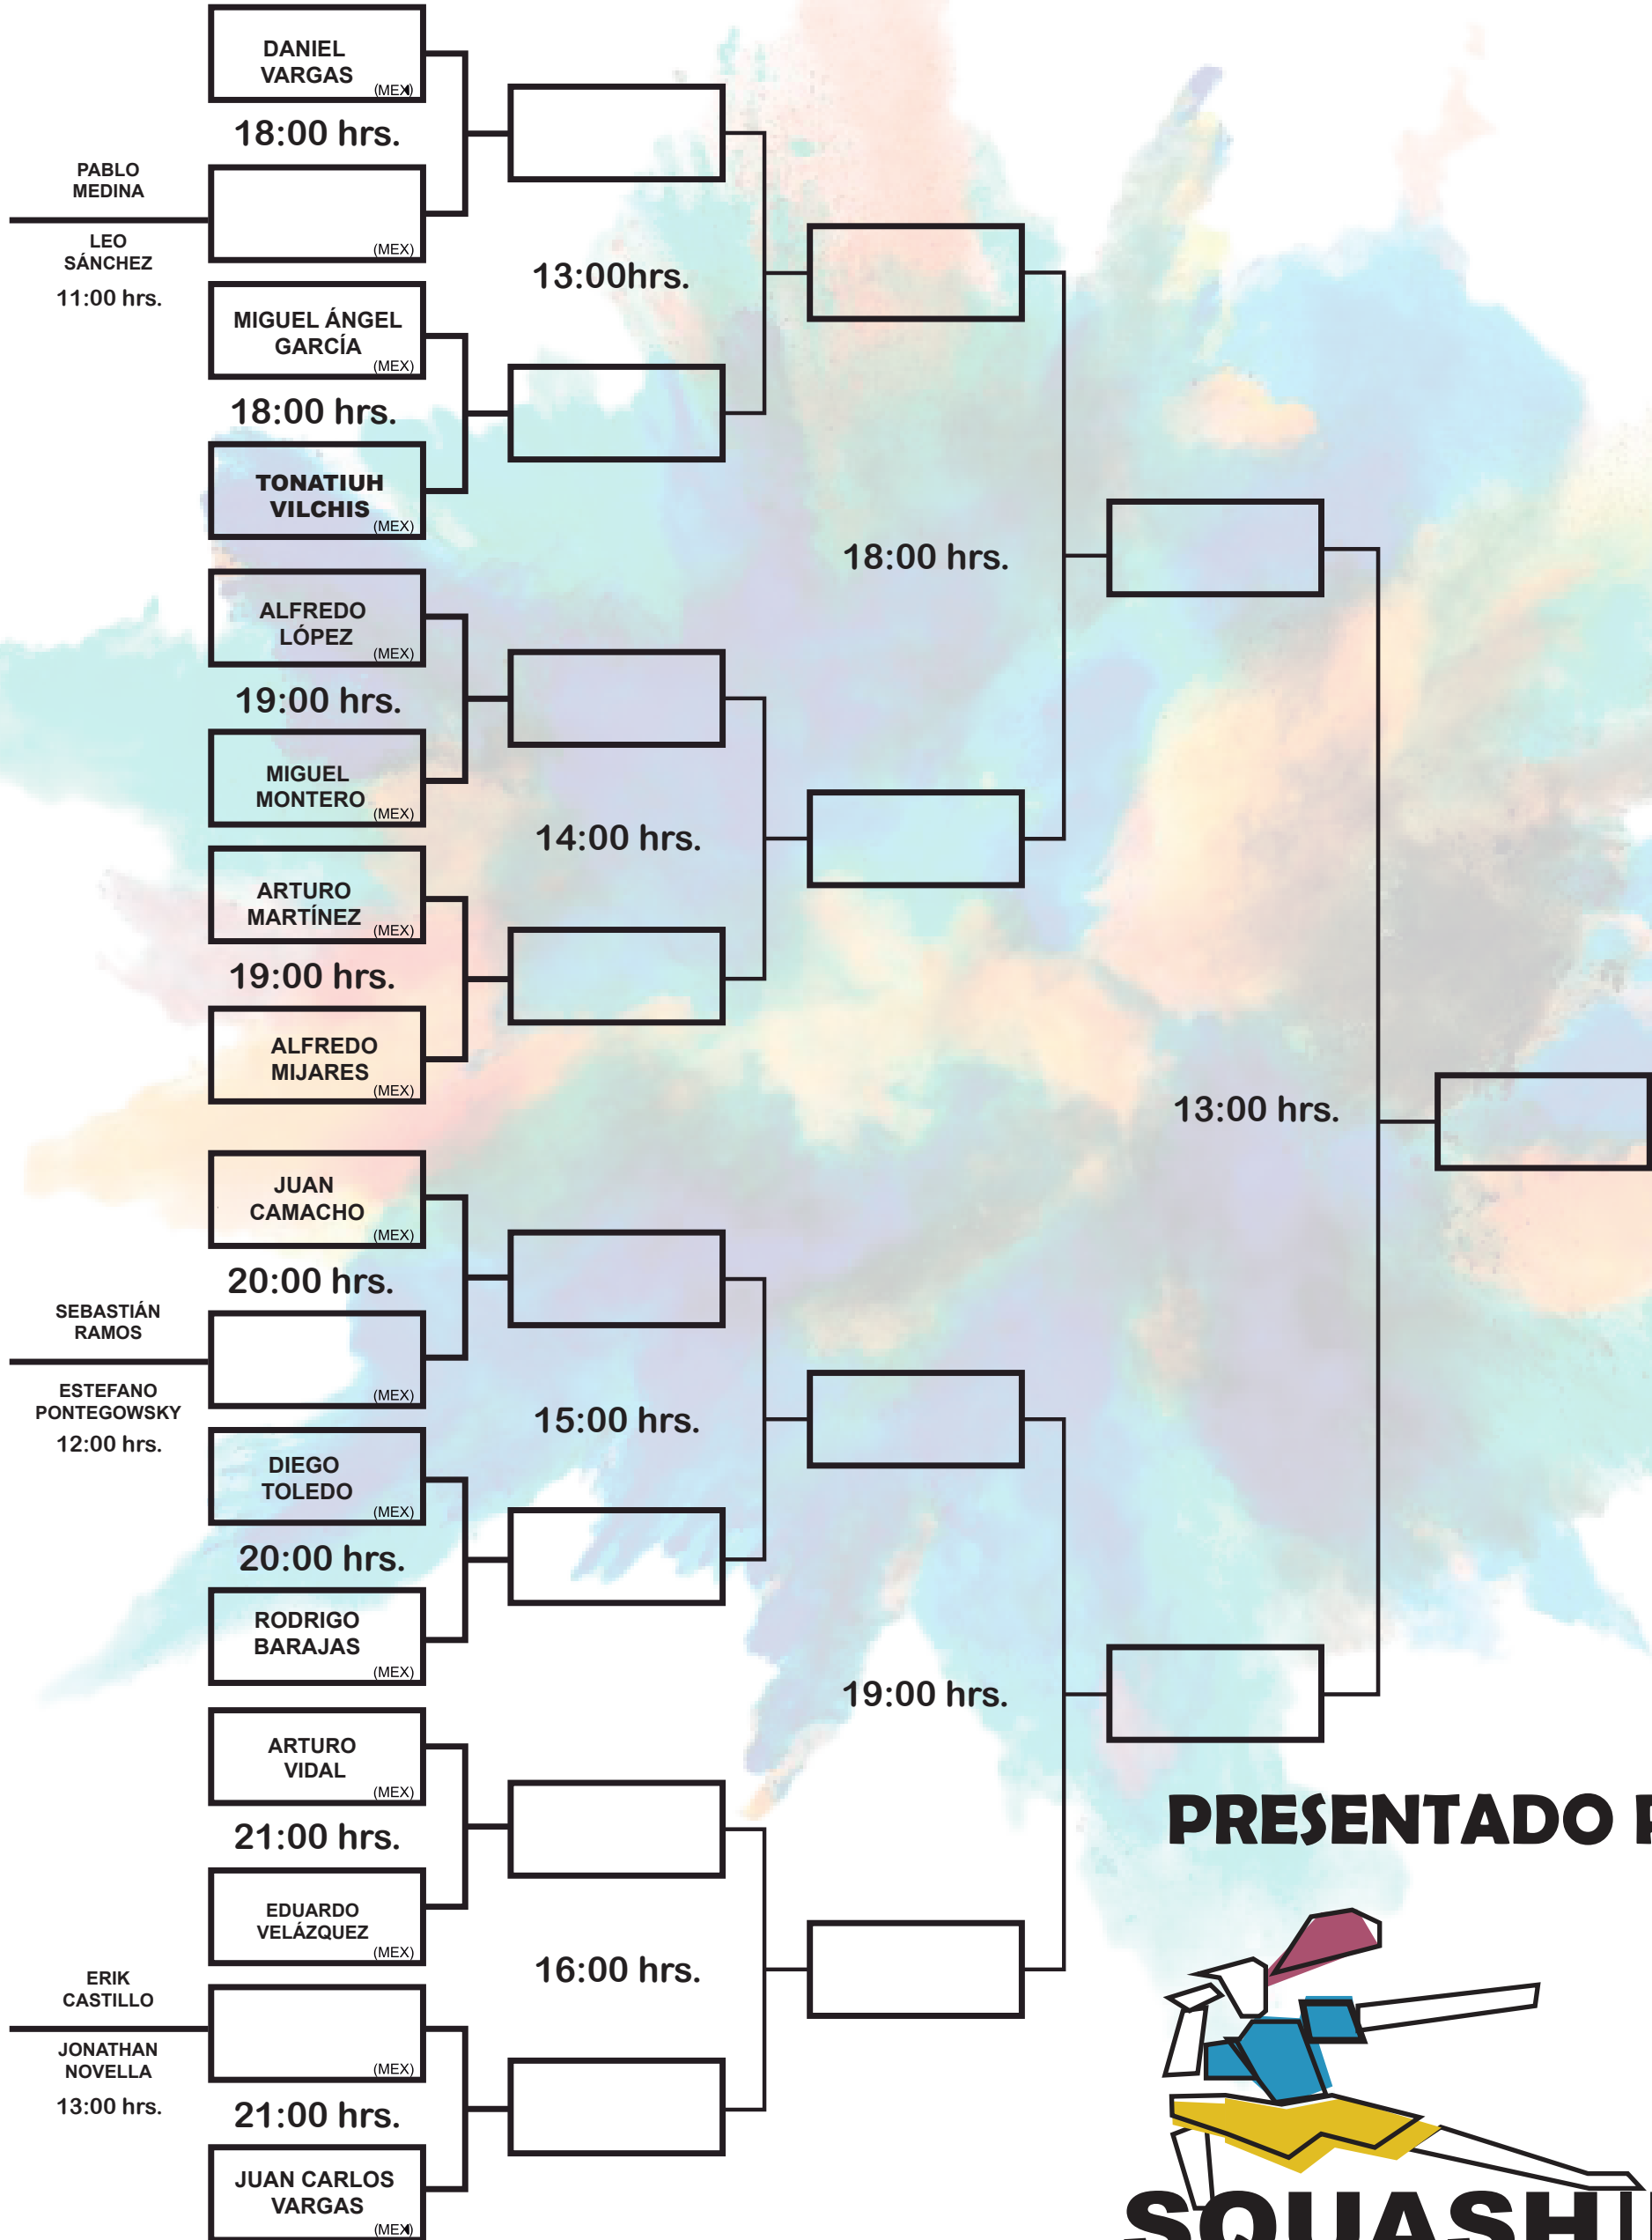 DANIEL
VARGAS
(MEX)
18:00 hrs.
PABLO
MEDINA
LEO
SÁNCHEZ
11:00 hrs.
(MEX)
MIGUEL ÁNGEL
GARCÍA
(MEX)
18:00 hrs.
TONATIUH
VILCHIS
(MEX)
13:00hrs.
ALFREDO
LÓPEZ
(MEX)
19:00 hrs.
MIGUEL
MONTERO
(MEX)
ARTURO
MARTÍNEZ
(MEX)
19:00 hrs.
ALFREDO
MIJARES
(MEX)
14:00 hrs.
18:00 hrs.
JUAN
CAMACHO
(MEX)
20:00 hrs.
SEBASTIÁN
RAMOS
ESTEFANO
PONTEGOWSKY
12:00 hrs.
(MEX)
DIEGO
TOLEDO
(MEX)
20:00 hrs.
RODRIGO
BARAJAS
(MEX)
15:00 hrs.
ARTURO
VIDAL
(MEX)
21:00 hrs.
EDUARDO
VELÁZQUEZ
(MEX)
ERIK
CASTILLO
JONATHAN
NOVELLA
13:00 hrs.
(MEX)
21:00 hrs.
JUAN CARLOS
VARGAS
(MEX)
16:00 hrs.
19:00 hrs.
13:00 hrs.
PRESENTADO
SQUASH